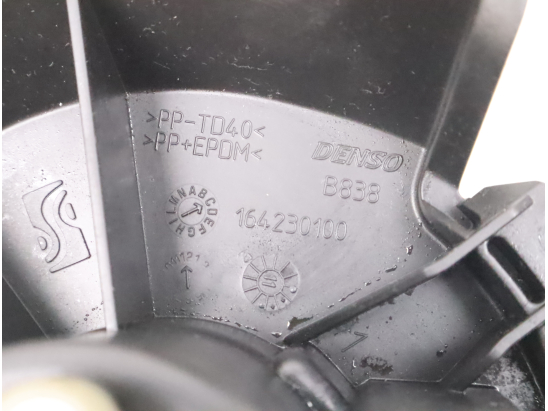 >PP-TD40<
>PP+EPDM<
DENSO
B838
164230100